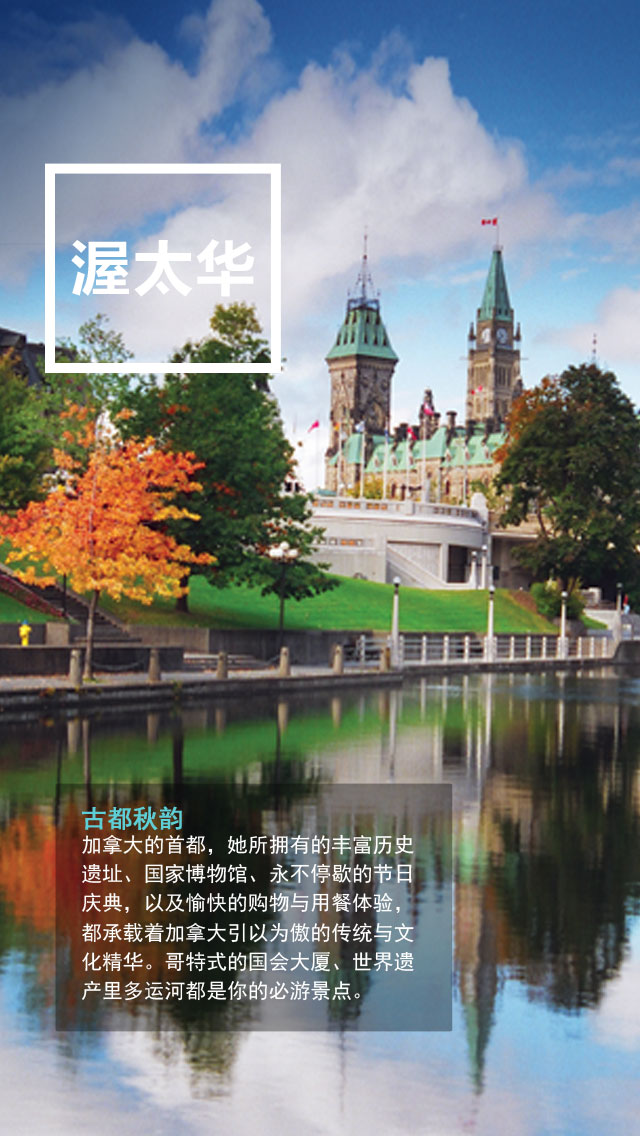 渥太华
古都秋韵
加拿大的首都，她所拥有的丰富历史
遗址、国家博物馆、永不停歇的节日
庆典，以及愉快的购物与用餐体验，
都承载着加拿大引以为傲的传统与文
化精华。哥特式的国会大厦、世界遗
产里多运河都是你的必游景点。